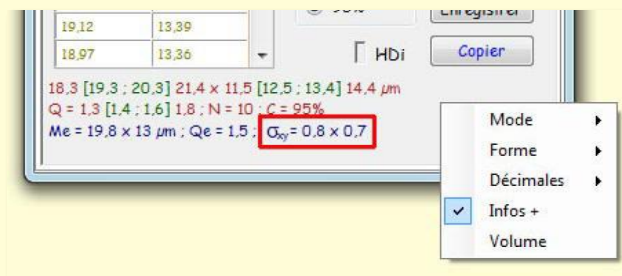 95%
Enregistrer
19,12 13,39
18,97 13,36
HDi
Copier
18,3 [19,3 ; 20,3] 21,4 x 11,5 [12,5 ; 13,4] 14,4 µm
Q = 1,3 [1,4 ; 1,6] 1,8 ; N = 10 ; C = 95%
Me = 19,8 x 13 µm ; Qe = 1,5 ; σxy= 0,8 x 0,7
Mode
Forme
Décimales
Infos +
Volume